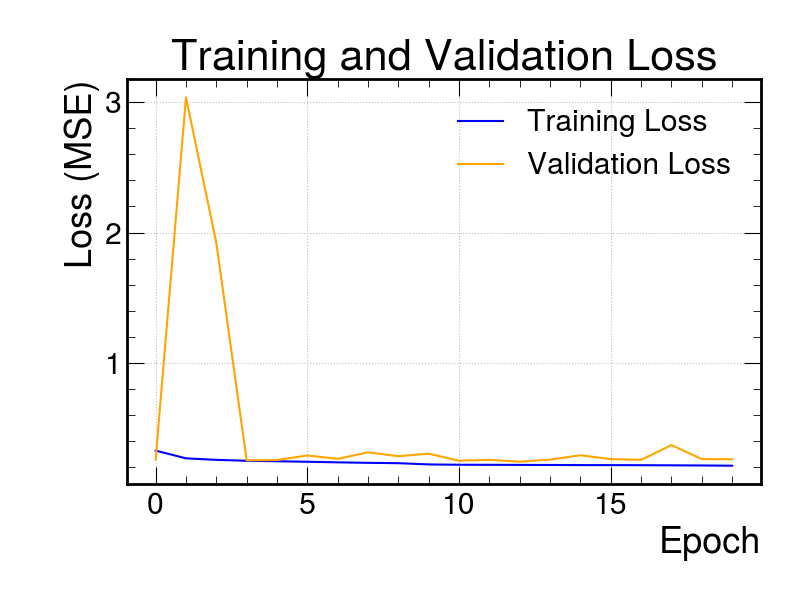 Training and Validation Loss
Loss (MSE)
3
2
1
Training Loss
Validation Loss
0 5 10 15
Epoch